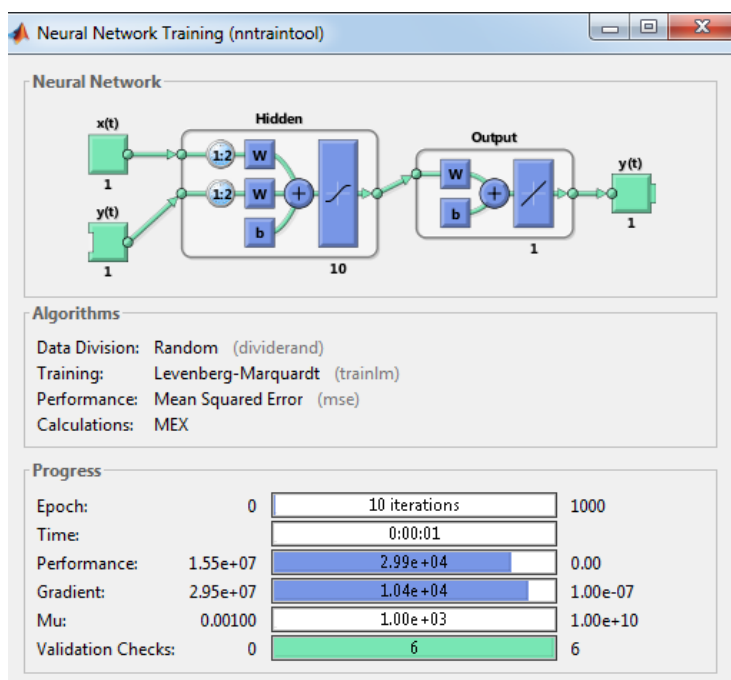 Neural Network Training (nntraintool)
Neural Network
x(t)
1
y(t)
1
Hidden
1:2 W
1:2 W
b
10
Output
W
b
1
y(t)
1
Algorithms
Data Division: Random (dividerand)
Training: Levenberg-Marquardt (trainlm)
Performance: Mean Squared Error (mse)
Calculations: MEX
Progress
Epoch: 0 10 iterations 1000
Time: 0:00:01
Performance: 1.55e+07 2.99e+04 0.00
Gradient: 2.95e+07 1.04e+04 1.00e-07
Mu: 0.00100 1.00e+03 1.00e+10
Validation Checks: 0 6 6